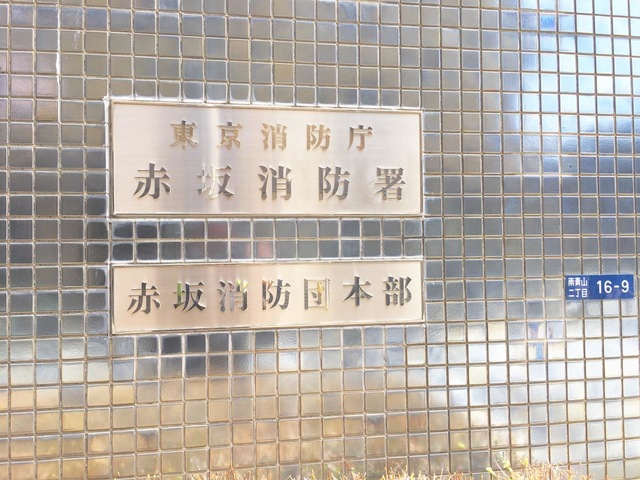 東京消防庁
赤坂消防署
赤坂消防団本部
南青山
二丁目
16-9